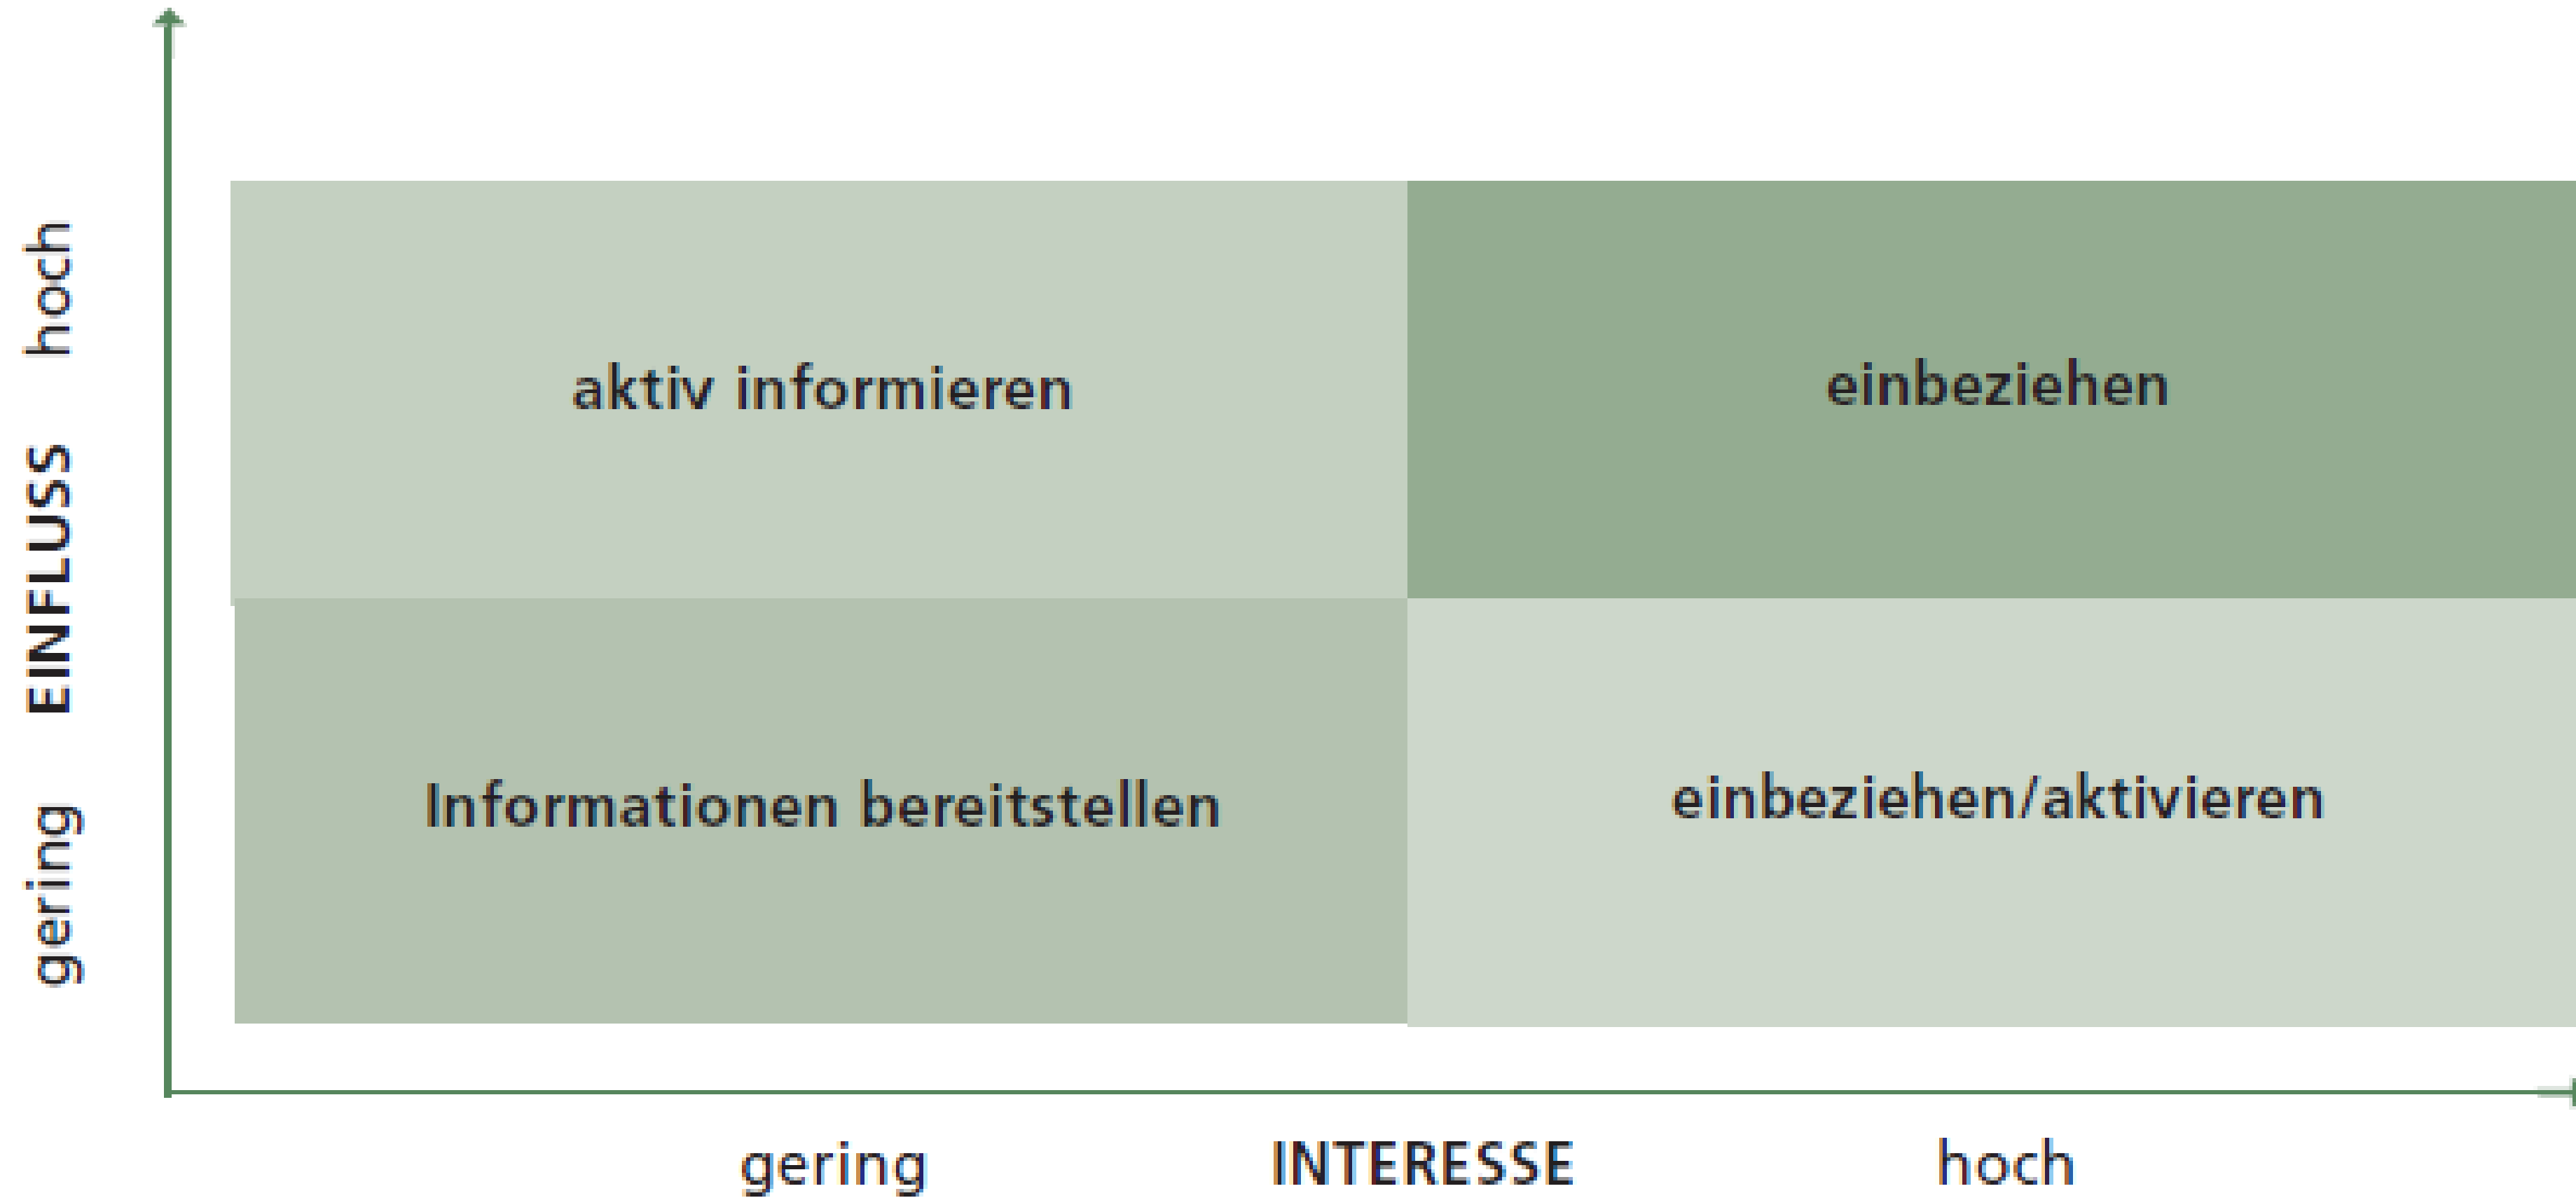 hoch
EINFLUSS
gering
aktiv informieren
einbeziehen
Informationen bereitstellen
einbeziehen/aktivieren
gering
INTERESSE
hoch